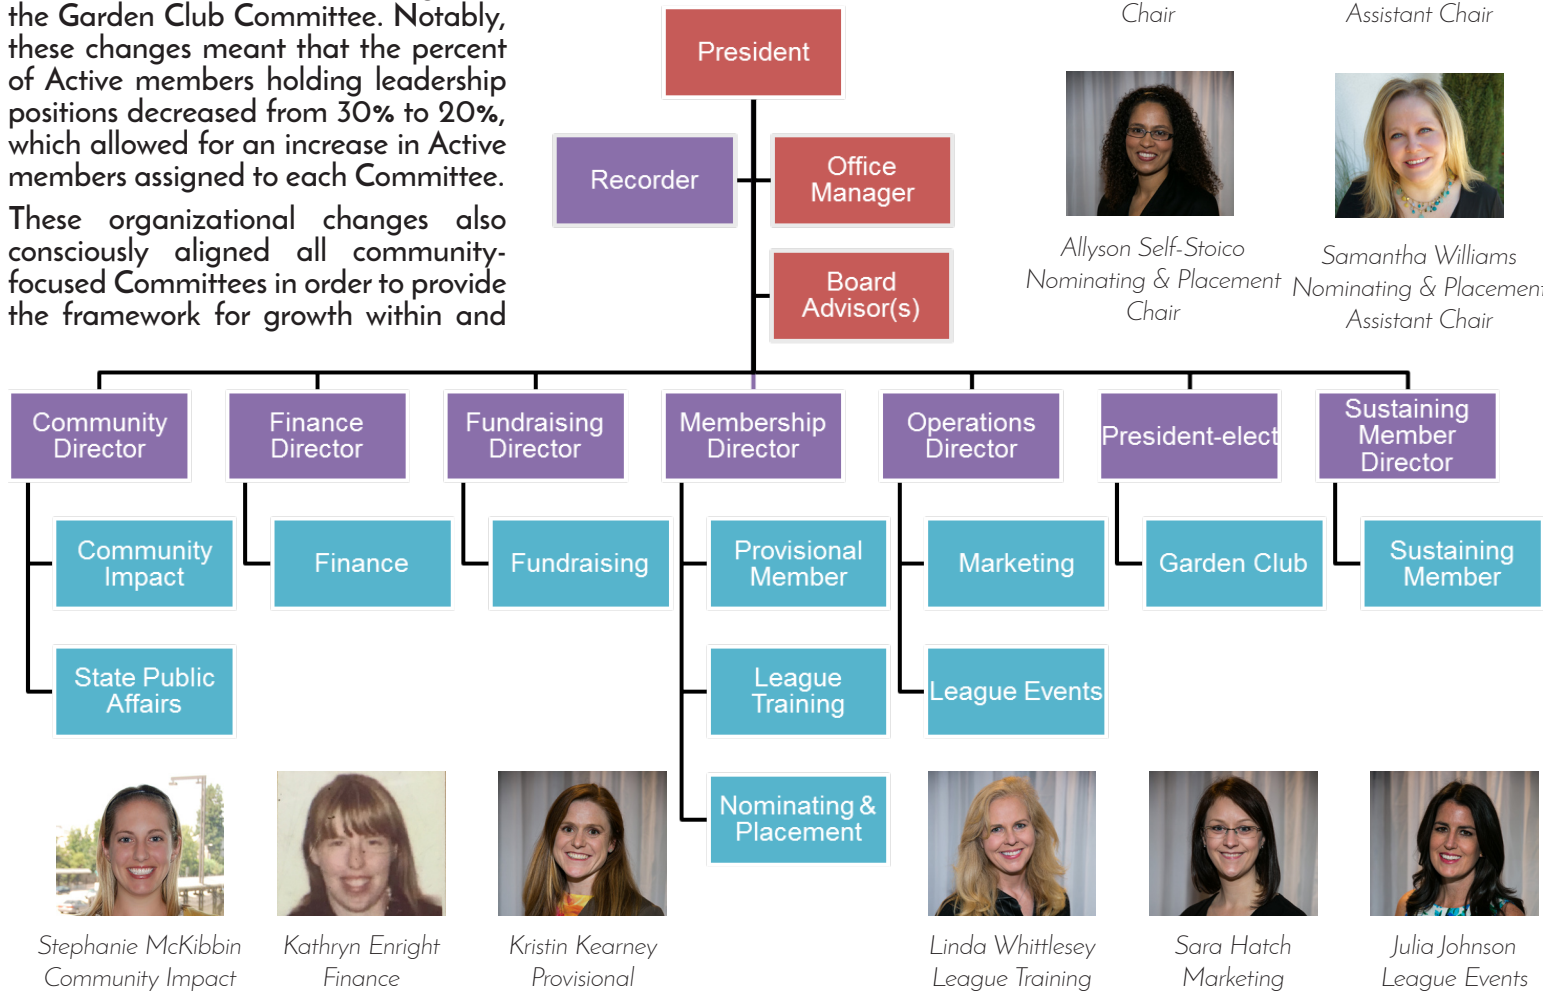 the Garden Club Committee. Notably,
these changes meant that the percent
of Active members holding leadership
positions decreased from 30% to 20%,
which allowed for an increase in Active
members assigned to each Committee.
These organizational changes also
consciously aligned all community-
focused Committees in order to provide
the framework for growth within and
President
Recorder
Office
Manager
Board
Advisor(s)
Chair
Assistant Chair
Allyson Self-Stoico
Nominating & Placement
Chair
Samantha Williams
Nominating & Placement
Assistant Chair
Community
Director
Finance
Director
Fundraising
Director
Membership
Director
Operations
Director
President-elect
Sustaining
Member
Director
Community
Impact
Finance
Fundraising
Provisional
Member
Marketing
Garden Club
Sustaining
Member
State Public
Affairs
League
Training
League Events
Nominating &
Placement
Stephanie McKibbin
Community Impact
Kathryn Enright
Finance
Kristin Kearney
Provisional
Linda Whittlesey
League Training
Sara Hatch
Marketing
Julia Johnson
League Events